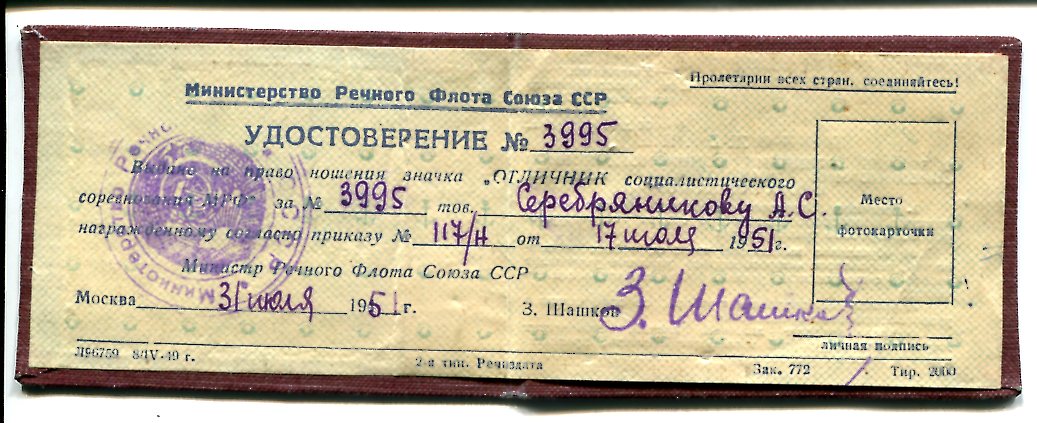 Пролетарии всех стран, соединяйтесь!
Министерство Речного Флота Союза ССР
УДОСТОВЕРЕНИЕ № 3995
Выдано на право ношения значка „ОТЛИЧНИК социалистического
соревнования МРФ“ за № 3995 тов. Серебряникову А.С.
награжденному согласно приказу № 117/н от 17 июля 1951г.
Министр Речного Флота Союза ССР
Москва 31 июля 1951 г. З. Шашков З. Шашков
Место
фотокарточки
личная подпись
Л96759 8/IV-49 г. 2-я тип. Речиздата Зак. 772 Тир. 2000